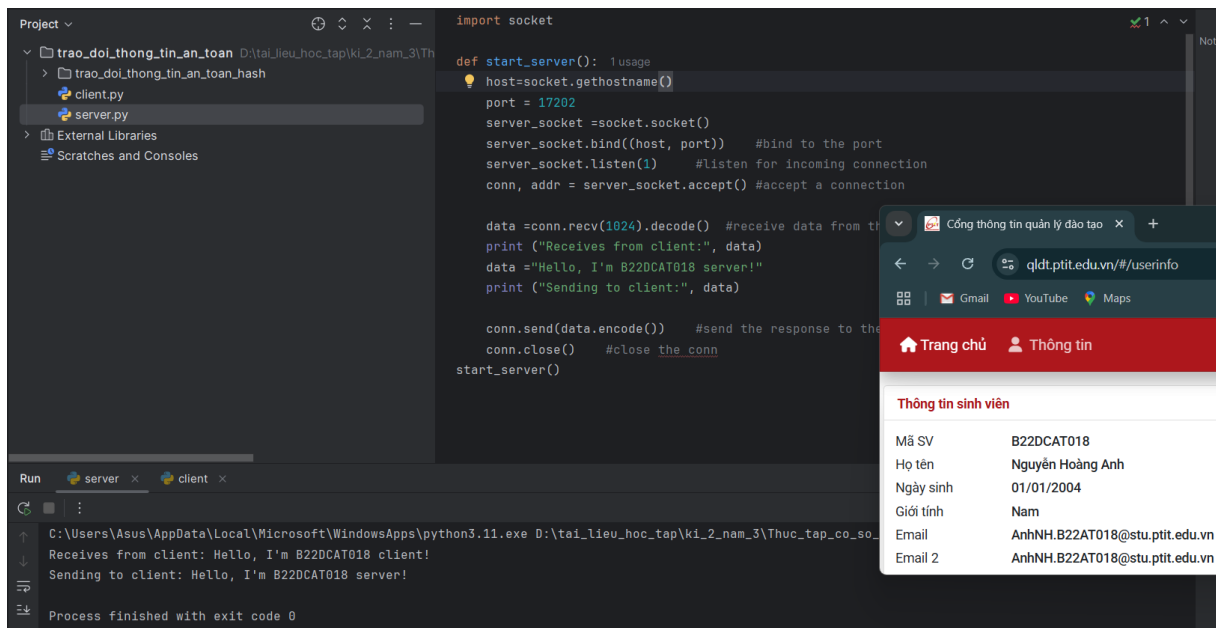 Project
trao_doi_thong_tin_an_toan D:\tai_lieu_hoc_tap\ki_2_nam_3\Th
trao_doi_thong_tin_an_toan_hash
client.py
server.py
External Libraries
Scratches and Consoles
import socket
1
Not
def start_server(): 1 usage
host=socket.gethostname()
port = 17202
server_socket =socket.socket()
server_socket.bind((host, port)) #bind to the port
server_socket.listen(1) #listen for incoming connection
conn, addr = server_socket.accept() #accept a connection
data =conn.recv(1024).decode() #receive data from th
print ("Receives from client:", data)
data ="Hello, I'm B22DCAT018 server!"
print ("Sending to client:", data)
conn.send(data.encode()) #send the response to the
conn.close() #close the conn
start_server()
Cổng thông tin quản lý đào tạo
qldt.ptit.edu.vn/#/userinfo
Gmail YouTube Maps
Trang chủ Thông tin
Thông tin sinh viên
Mã SV B22DCAT018
Họ tên Nguyễn Hoàng Anh
Ngày sinh 01/01/2004
Giới tính Nam
Email AnhNH.B22AT018@stu.ptit.edu.vn
Email 2 AnhNH.B22AT018@stu.ptit.edu.vn
Run server client
C:\Users\Asus\AppData\Local\Microsoft\WindowsApps\python3.11.exe D:\tai_lieu_hoc_tap\ki_2_nam_3\Thuc_tap_co_so_
Receives from client: Hello, I'm B22DCAT018 client!
Sending to client: Hello, I'm B22DCAT018 server!
Process finished with exit code 0